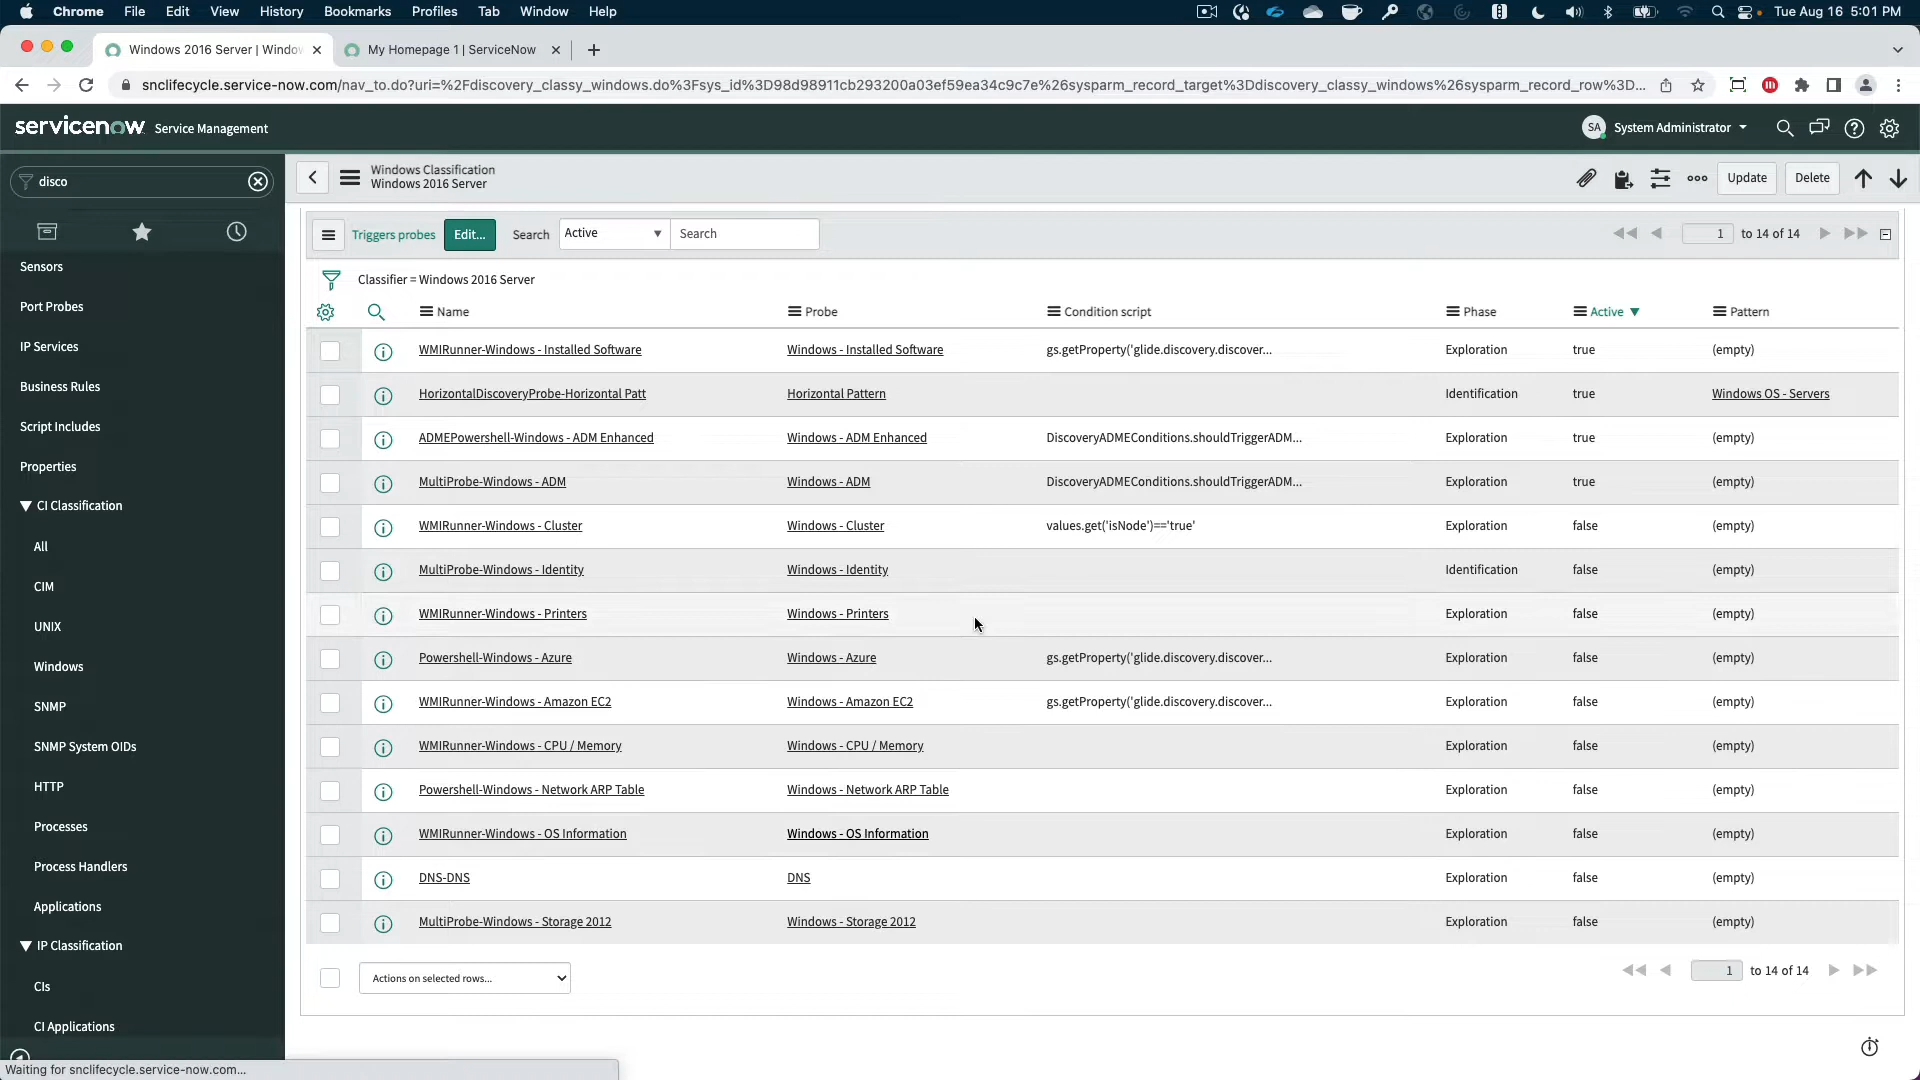 Chrome File Edit View History Bookmarks Profiles Tab Window Help Tue Aug 16 5:01 PM
Windows 2016 Server | Windo
My Homepage 1 | ServiceNow
snclifecycle.service-now.com/nav_to.do?uri=%2Fdiscovery_classy_windows.do%3Fsys_id%3D98d98911cb293200a03ef59ea34c9c7e%26sysparm_record_target%3Ddiscovery_classy_windows%26sysparm_record_row%3D...
servicenow Service Management
SA System Administrator
disco
Windows Classification
Windows 2016 Server
Update Delete
Triggers probes Edit... Search Active Search 1 to 14 of 14
Classifier = Windows 2016 Server
Name Probe Condition script Phase Active Pattern
WMIRunner-Windows - Installed Software Windows - Installed Software gs.getProperty('glide.discovery.discover... Exploration true (empty)
HorizontalDiscoveryProbe-Horizontal Patt Horizontal Pattern Identification true Windows OS - Servers
ADMEPowershell-Windows - ADM Enhanced Windows - ADM Enhanced DiscoveryADMEConditions.shouldTriggerADM... Exploration true (empty)
MultiProbe-Windows - ADM Windows - ADM DiscoveryADMEConditions.shouldTriggerADM... Exploration true (empty)
WMIRunner-Windows - Cluster Windows - Cluster values.get('isNode')=='true' Exploration false (empty)
MultiProbe-Windows - Identity Windows - Identity Identification false (empty)
WMIRunner-Windows - Printers Windows - Printers Exploration false (empty)
Powershell-Windows - Azure Windows - Azure gs.getProperty('glide.discovery.discover... Exploration false (empty)
WMIRunner-Windows - Amazon EC2 Windows - Amazon EC2 gs.getProperty('glide.discovery.discover... Exploration false (empty)
WMIRunner-Windows - CPU / Memory Windows - CPU / Memory Exploration false (empty)
Powershell-Windows - Network ARP Table Windows - Network ARP Table Exploration false (empty)
WMIRunner-Windows - OS Information Windows - OS Information Exploration false (empty)
DNS-DNS DNS Exploration false (empty)
MultiProbe-Windows - Storage 2012 Windows - Storage 2012 Exploration false (empty)
Actions on selected rows... 1 to 14 of 14
Sensors
Port Probes
IP Services
Business Rules
Script Includes
Properties
CI Classification
All
CIM
UNIX
Windows
SNMP
SNMP System OIDs
HTTP
Processes
Process Handlers
Applications
IP Classification
CIs
CI Applications
Waiting for snclifecycle.service-now.com...